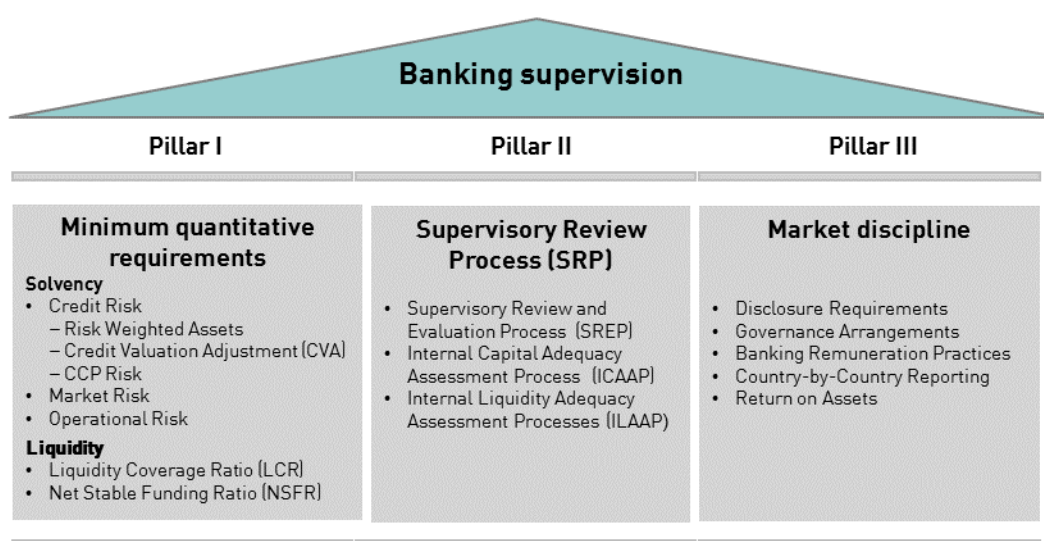 Banking supervision
Pillar I
Pillar II
Pillar III
Minimum quantitative
requirements
Solvency
• Credit Risk
– Risk Weighted Assets
– Credit Valuation Adjustment (CVA)
– CCP Risk
• Market Risk
• Operational Risk
Liquidity
• Liquidity Coverage Ratio (LCR)
• Net Stable Funding Ratio (NSFR)
Supervisory Review
Process (SRP)
• Supervisory Review and
Evaluation Process (SREP)
• Internal Capital Adequacy
Assessment Process (ICAAP)
• Internal Liquidity Adequacy
Assessment Processes (ILAAP)
Market discipline
• Disclosure Requirements
• Governance Arrangements
• Banking Remuneration Practices
• Country-by-Country Reporting
• Return on Assets